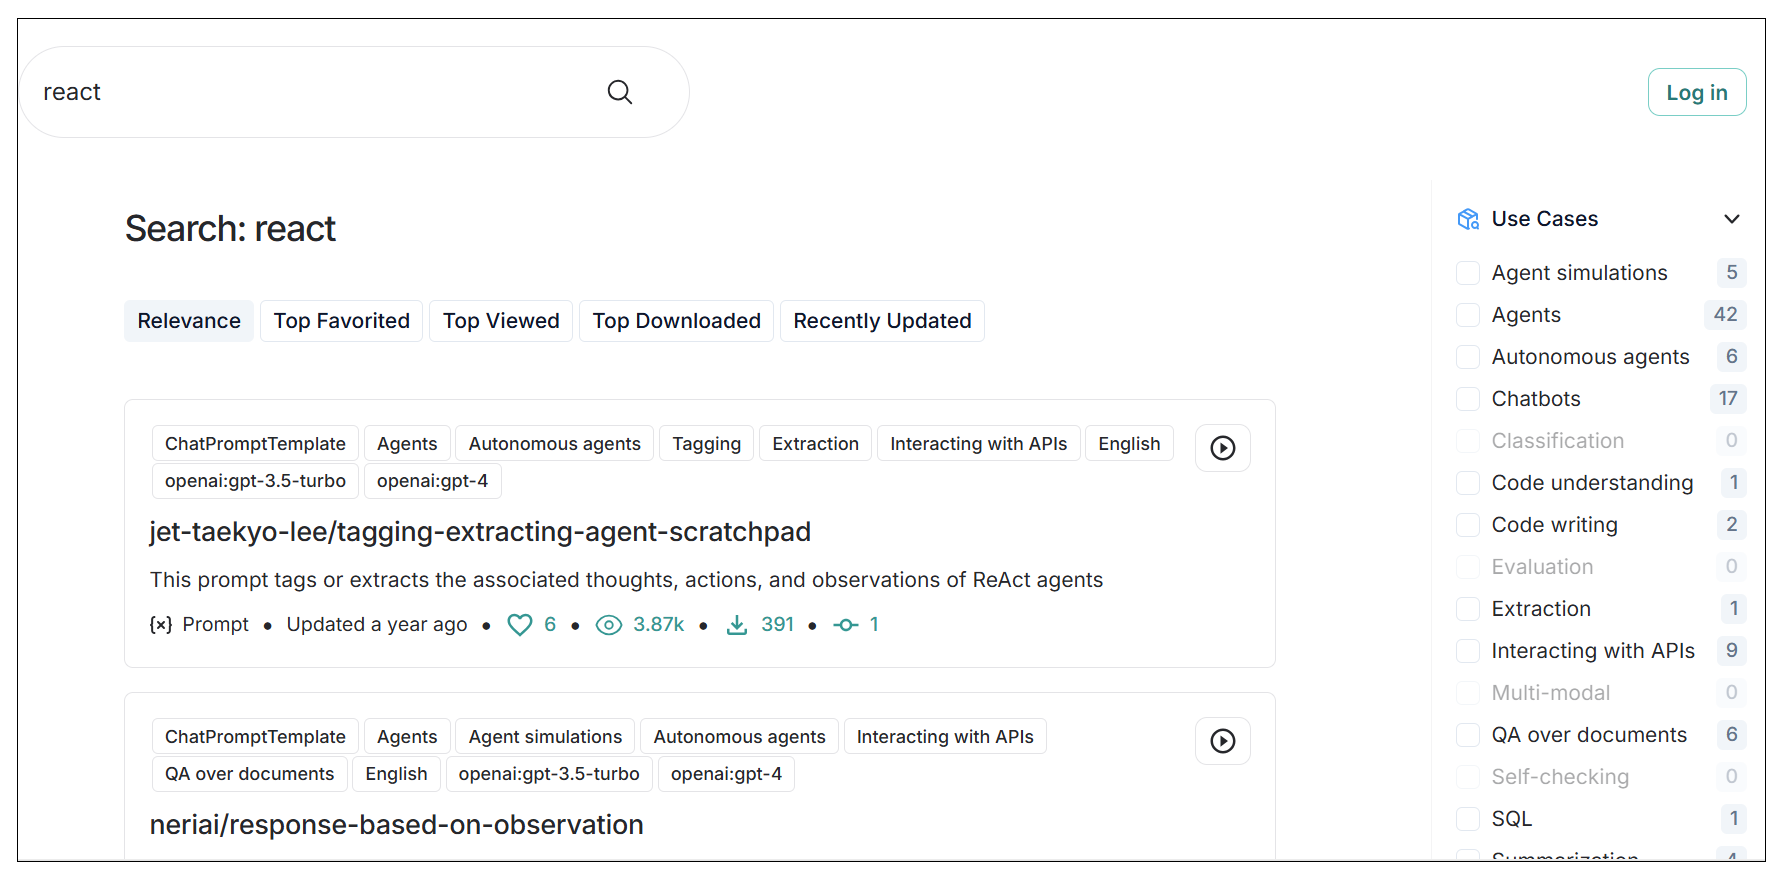 react
Log in
Search: react
Relevance Top Favorited Top Viewed Top Downloaded Recently Updated
ChatPromptTemplate Agents Autonomous agents Tagging Extraction Interacting with APIs English
openai:gpt-3.5-turbo openai:gpt-4
jet-taekyo-lee/tagging-extracting-agent-scratchpad
This prompt tags or extracts the associated thoughts, actions, and observations of ReAct agents
Prompt • Updated a year ago • 6 • 3.87k • 391 • 1
ChatPromptTemplate Agents Agent simulations Autonomous agents Interacting with APIs
QA over documents English openai:gpt-3.5-turbo openai:gpt-4
neriai/response-based-on-observation
Use Cases
Agent simulations 5
Agents 42
Autonomous agents 6
Chatbots 17
Classification 0
Code understanding 1
Code writing 2
Evaluation 0
Extraction 1
Interacting with APIs 9
Multi-modal 0
QA over documents 6
Self-checking 0
SQL 1
Summarization 4